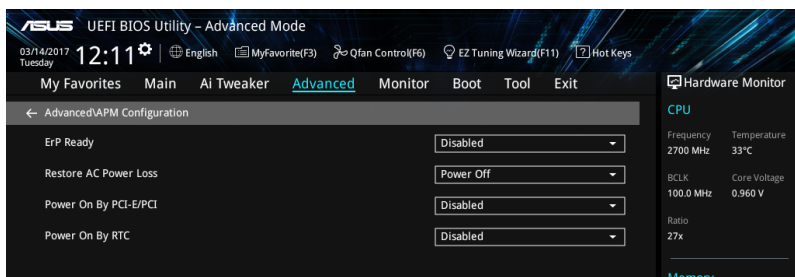 ASUS UEFI BIOS Utility – Advanced Mode
03/14/2017 Tuesday 12:11 English MyFavorite(F3) Qfan Control(F6) EZ Tuning Wizard(F11) ? Hot Keys
My Favorites Main Ai Tweaker Advanced Monitor Boot Tool Exit
← Advanced\APM Configuration
ErP Ready Disabled
Restore AC Power Loss Power Off
Power On By PCI-E/PCI Disabled
Power On By RTC Disabled
Hardware Monitor
CPU
Frequency Temperature
2700 MHz 33°C
BCLK Core Voltage
100.0 MHz 0.960 V
Ratio
27x
Memory